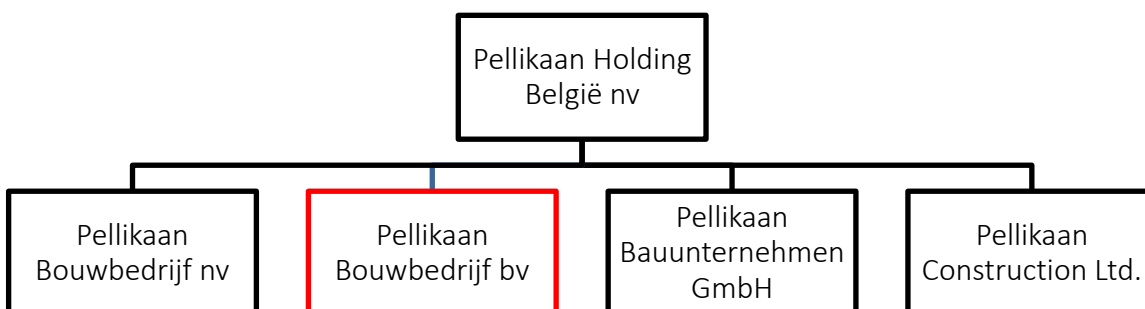 Pellikaan Holding
België nv
Pellikaan
Bouwbedrijf nv
Pellikaan
Bouwbedrijf bv
Pellikaan
Bauunternehmen
GmbH
Pellikaan
Construction Ltd.